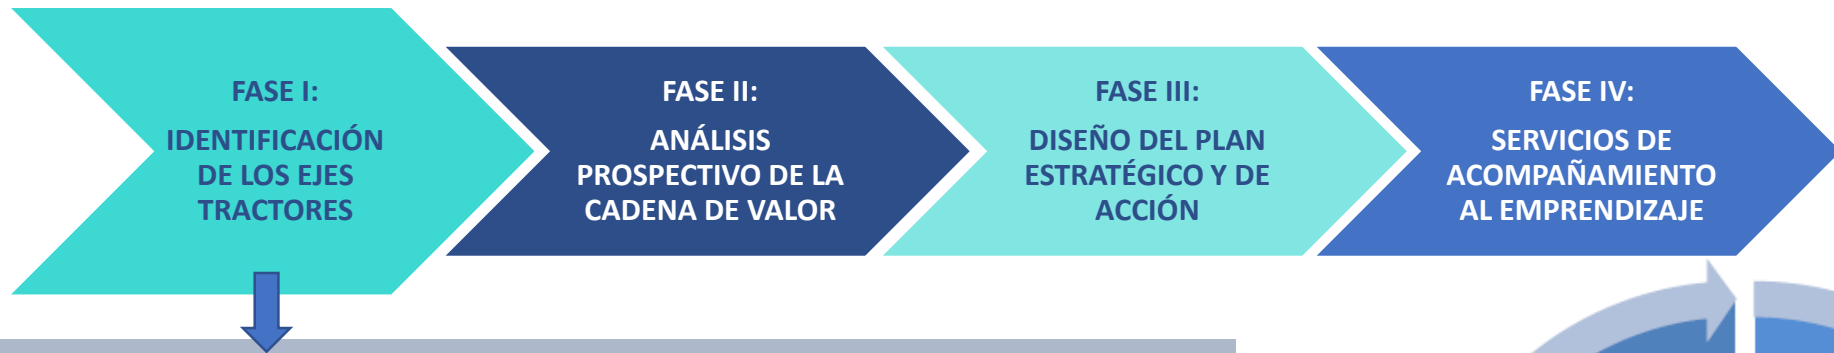 FASE I:
IDENTIFICACIÓN
DE LOS EJES
TRACTORES
FASE II:
ANÁLISIS
PROSPECTIVO DE LA
CADENA DE VALOR
FASE III:
DISEÑO DEL PLAN
ESTRATÉGICO Y DE
ACCIÓN
FASE IV:
SERVICIOS DE
ACOMPAÑAMIENTO
AL EMPRENDIZAJE